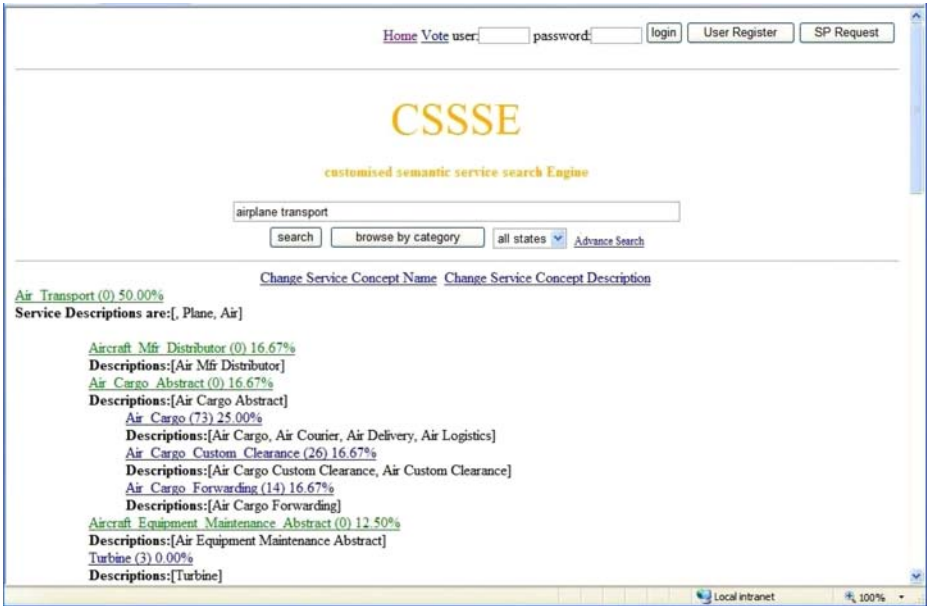 Home Vote user: password: login User Register SP Request
CSSSE
customised semantic service search Engine
airplane transport
search browse by category all states Advance Search
Change Service Concept Name Change Service Concept Description
Air_Transport (0) 50.00%
Service Descriptions are:[, Plane, Air]
Aircraft_Mfr_Distributor (0) 16.67%
Descriptions:[Air Mfr Distributor]
Air_Cargo_Abstract (0) 16.67%
Descriptions:[Air Cargo Abstract]
Air_Cargo (73) 25.00%
Descriptions:[Air Cargo, Air Courier, Air Delivery, Air Logistics]
Air_Cargo_Custom_Clearance (26) 16.67%
Descriptions:[Air Cargo Custom Clearance, Air Custom Clearance]
Air_Cargo_Forwarding (14) 16.67%
Descriptions:[Air Cargo Forwarding]
Aircraft_Equipment_Maintenance_Abstract (0) 12.50%
Descriptions:[Air Equipment Maintenance Abstract]
Turbine (3) 0.00%
Descriptions:[Turbine]
Local intranet 100%